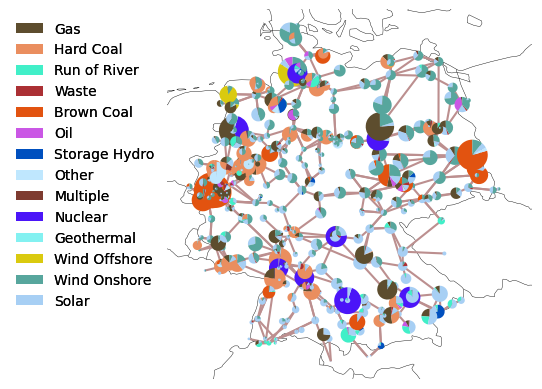 Gas
Hard Coal
Run of River
Waste
Brown Coal
Oil
Storage Hydro
Other
Multiple
Nuclear
Geothermal
Wind Offshore
Wind Onshore
Solar